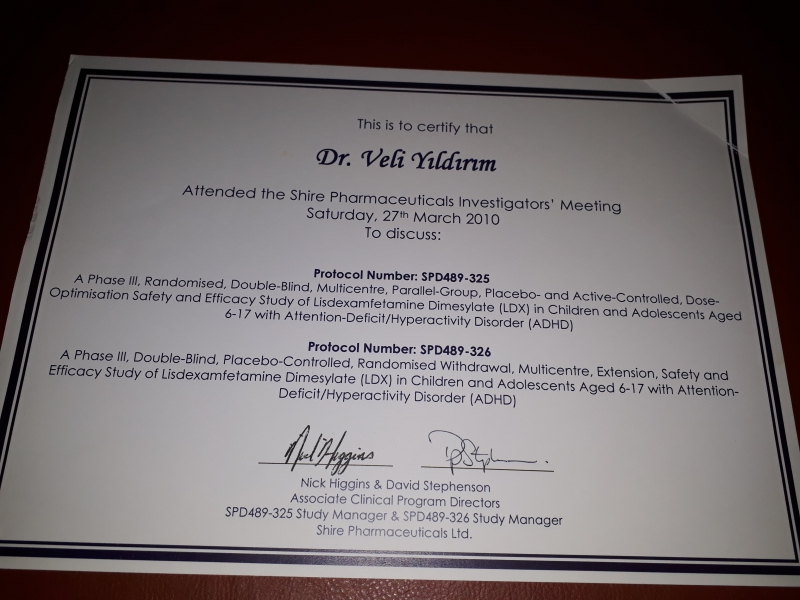 This is to certify that
Dr. Veli Yıldırım
Attended the Shire Pharmaceuticals Investigators' Meeting
Saturday, 27th March 2010
To discuss:
Protocol Number: SPD489-325
A Phase III, Randomised, Double-Blind, Multicentre, Parallel-Group, Placebo- and Active-Controlled, Dose-
Optimisation Safety and Efficacy Study of Lisdexamfetamine Dimesylate (LDX) in Children and Adolescents Aged
6-17 with Attention-Deficit/Hyperactivity Disorder (ADHD)
Protocol Number: SPD489-326
A Phase III, Double-Blind, Placebo-Controlled, Randomised Withdrawal, Multicentre, Extension, Safety and
Efficacy Study of Lisdexamfetamine Dimesylate (LDX) in Children and Adolescents Aged 6-17 with Attention-
Deficit/Hyperactivity Disorder (ADHD)
Nick Higgins
Nick Higgins & David Stephenson
Associate Clinical Program Directors
SPD489-325 Study Manager & SPD489-326 Study Manager
Shire Pharmaceuticals Ltd.